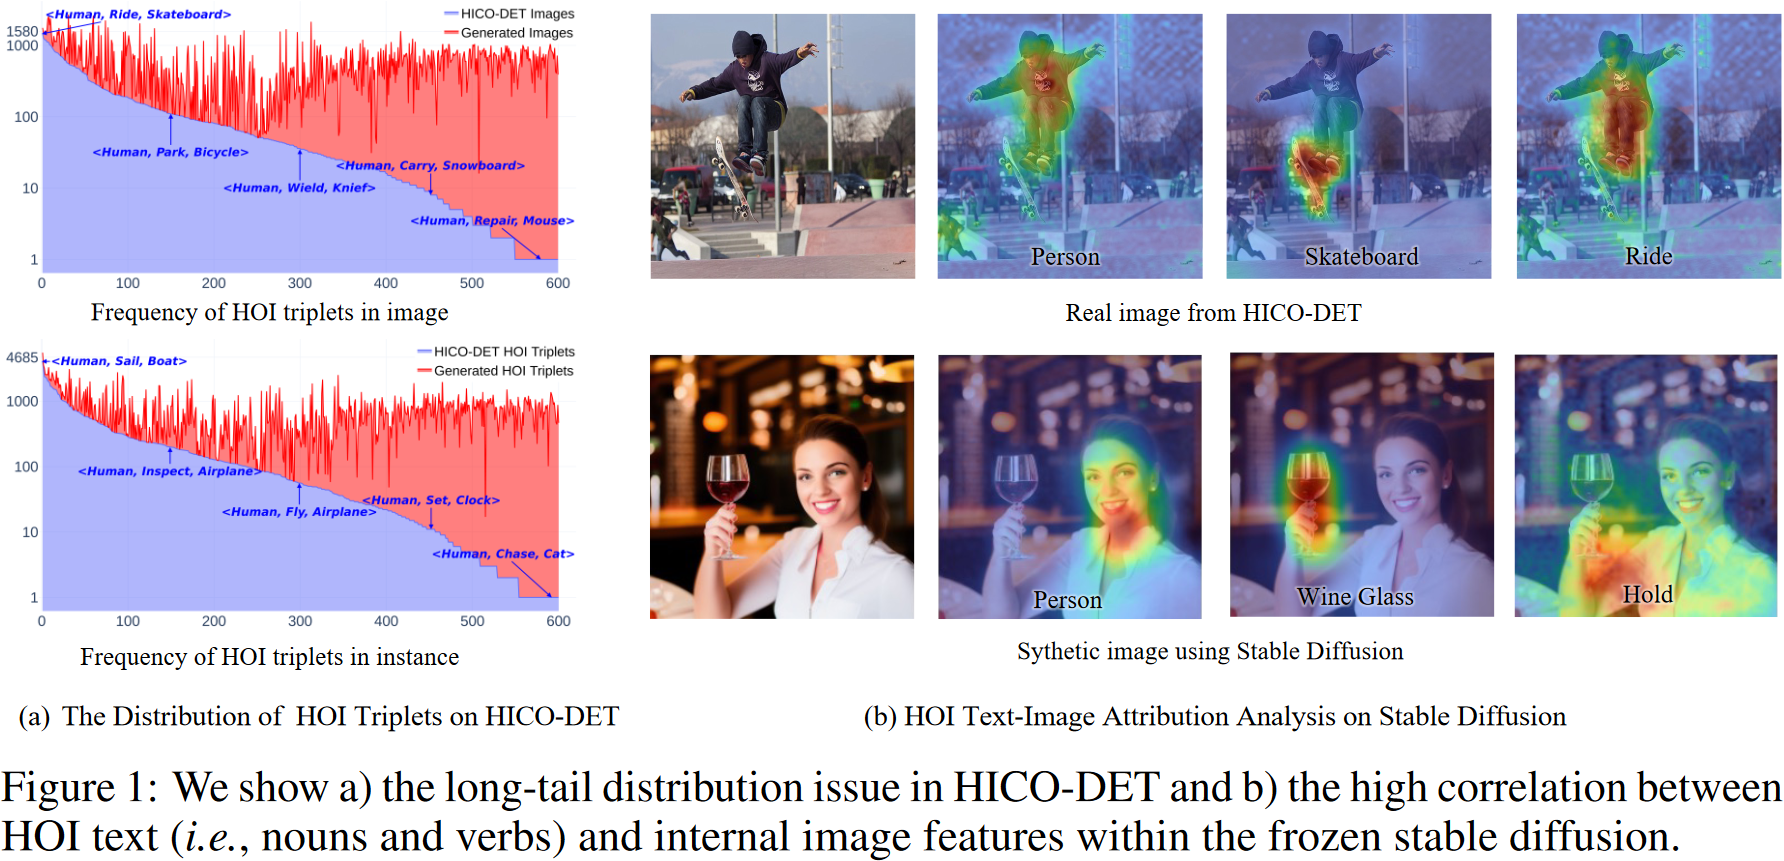 <Human, Ride, Skateboard>
HICO-DET Images
Generated Images
1580
1000
100
10
1
<Human, Park, Bicycle>
<Human, Carry, Snowboard>
<Human, Wield, Knief>
<Human, Repair, Mouse>
0 100 200 300 400 500 600
Frequency of HOI triplets in image
HICO-DET HOI Triplets
Generated HOI Triplets
4685
1000
100
10
1
<Human, Sail, Boat>
<Human, Inspect, Airplane>
<Human, Set, Clock>
<Human, Fly, Airplane>
<Human, Chase, Cat>
0 100 200 300 400 500 600
Frequency of HOI triplets in instance
(a) The Distribution of HOI Triplets on HICO-DET
Person
Skateboard
Ride
Real image from HICO-DET
Person
Wine Glass
Hold
Sythetic image using Stable Diffusion
(b) HOI Text-Image Attribution Analysis on Stable Diffusion
Figure 1: We show a) the long-tail distribution issue in HICO-DET and b) the high correlation between
HOI text (i.e., nouns and verbs) and internal image features within the frozen stable diffusion.